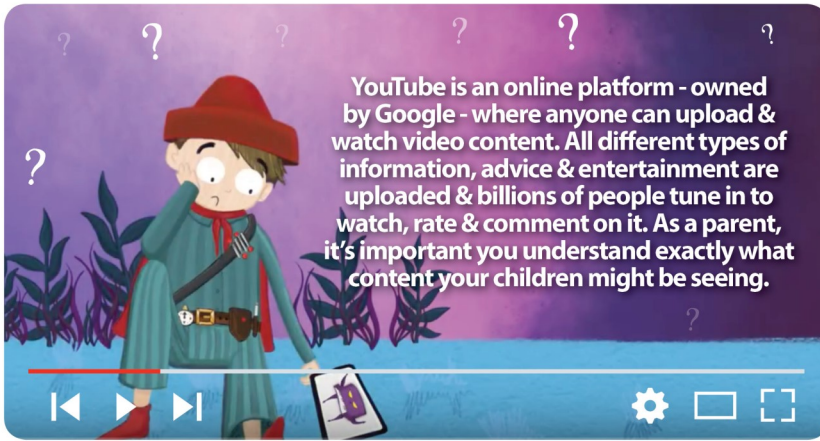 ? ? ? ? ? ?
YouTube is an online platform - owned
by Google - where anyone can upload &
watch video content. All different types of
?
information, advice & entertainment are
uploaded & billions of people tune in to
watch, rate & comment on it. As a parent,
it's important you understand exactly what
content your children might be seeing.
?